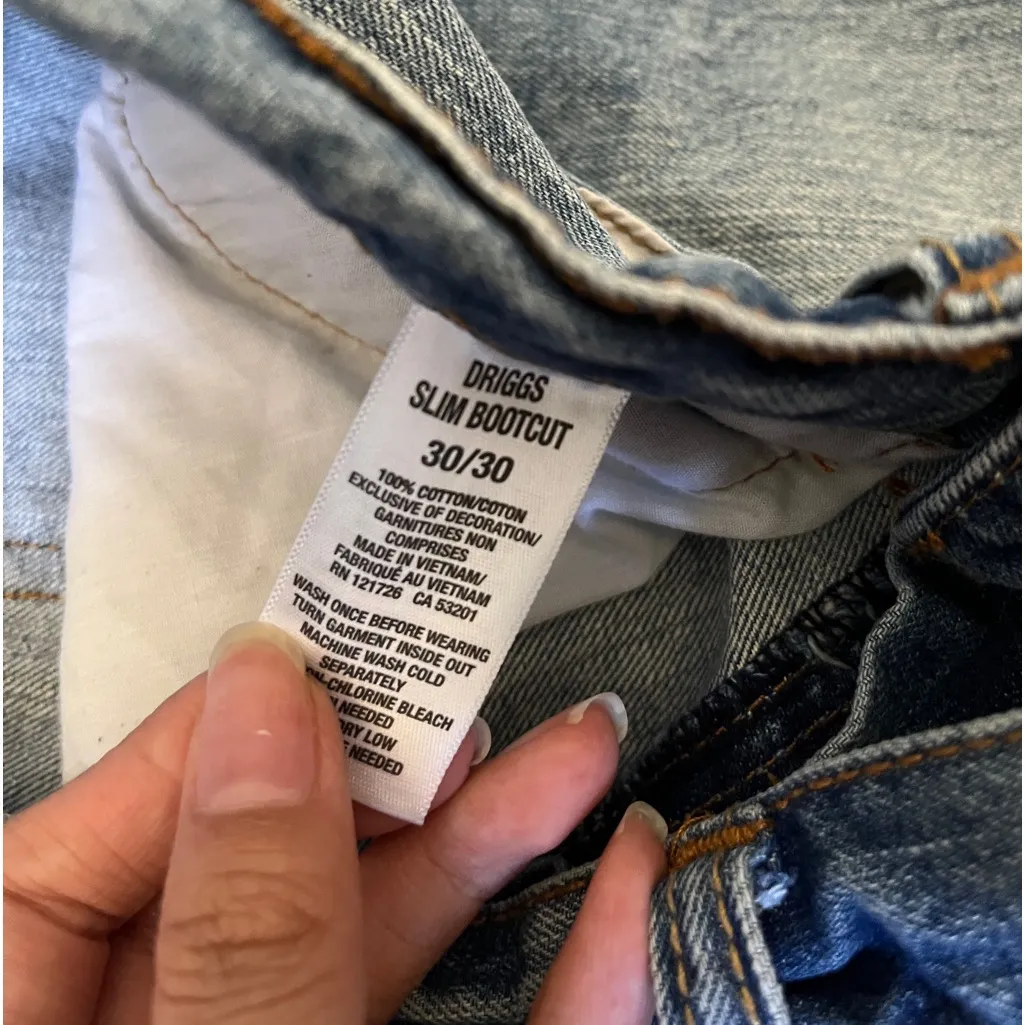 DRIGGS
SLIM BOOTCUT
30/30
100% COTTON/COTON
EXCLUSIVE OF DECORATION/
GARNITURES NON
COMPRISES
MADE IN VIETNAM/
FABRIQUÉ AU VIETNAM
RN 121726 CA 53201
WASH ONCE BEFORE WEARING
TURN GARMENT INSIDE OUT
MACHINE WASH COLD
SEPARATELY
CHLORINE BLEACH
NEEDED
LOW
NEEDED